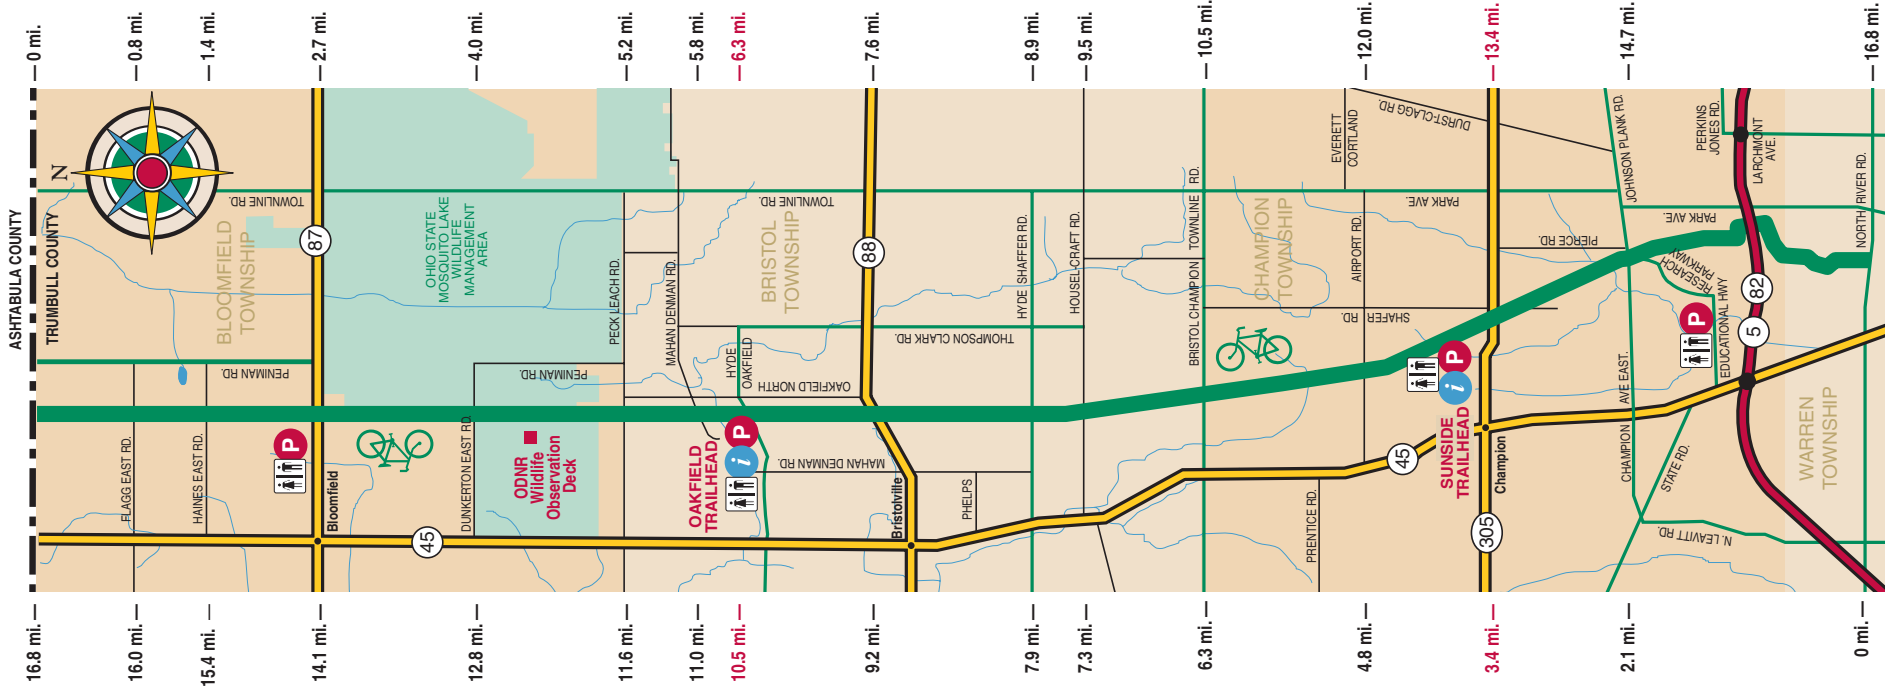 0 mi.
0.8 mi.
1.4 mi.
2.7 mi.
4.0 mi.
5.2 mi.
5.8 mi.
6.3 mi.
7.6 mi.
8.9 mi.
9.5 mi.
10.5 mi.
12.0 mi.
13.4 mi.
14.7 mi.
16.8 mi.
ASHTABULA COUNTY
TRUMBULL COUNTY
N
TOWNLINE RD.
BLOOMFIELD
TOWNSHIP
87
PENIMAN RD.
FLAGG EAST RD.
HAINES EAST RD.
P
Bloomfield
45
OHIO STATE
MOSQUITO LAKE
WILDLIFE
MANAGEMENT
AREA
DUNKERTON EAST RD.
PENIMAN RD.
ODNR
Wildlife
Observation
Deck
PECK LEACH RD.
MAHAN DENMAN RD.
HYDE
OAKFIELD
OAKFIELD NORTH
OAKFIELD
TRAILHEAD
P
i
TOWNLINE RD.
BRISTOL
TOWNSHIP
88
THOMPSON CLARK RD.
MAHAN DENMAN RD.
Bristolville
PHELPS
HYDE SHAFFER RD.
HOUSEL-CRAFT RD.
BRISTOL CHAMPION TOWNLINE RD.
CHAMPION
TOWNSHIP
EVERETT
CORTLAND
DURST-CLAGG RD.
AIRPORT RD.
SHAFER RD.
PARK AVE.
PIERCE RD.
PRENTICE RD.
45
P
i
SUNSIDE
TRAILHEAD
Champion
305
JOHNSON PLANK RD.
PERKINS
JONES RD.
LARCHMONT
AVE.
PARK AVE.
NORTH RIVER RD.
RESEARCH
PARKWAY
EDUCATIONAL HWY
P
82
5
CHAMPION AVE EAST.
STATE RD.
N. LEAVITT RD.
WARREN
TOWNSHIP
16.8 mi.
16.0 mi.
15.4 mi.
14.1 mi.
12.8 mi.
11.6 mi.
11.0 mi.
10.5 mi.
9.2 mi.
7.9 mi.
7.3 mi.
6.3 mi.
4.8 mi.
3.4 mi.
2.1 mi.
0 mi.